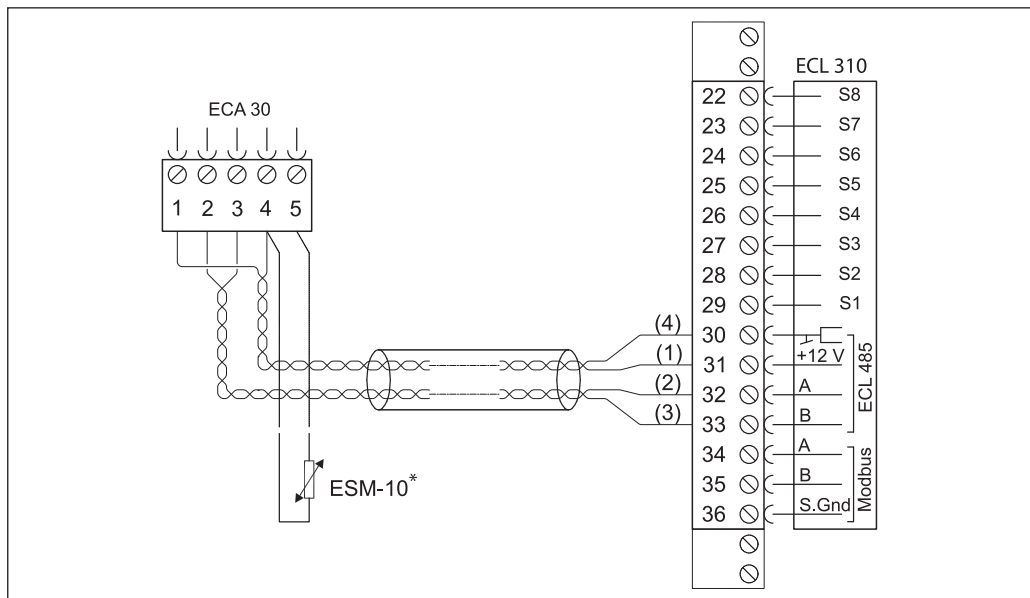 ECA 30
1 2 3 4 5
ESM-10*
ECL 310
22 S8
23 S7
24 S6
25 S5
26 S4
27 S3
28 S2
29 S1
(4) 30
(1) 31 +12 V
(2) 32 A
(3) 33 B
ECL 485
34 A
35 B
36 S.Gnd
Modbus